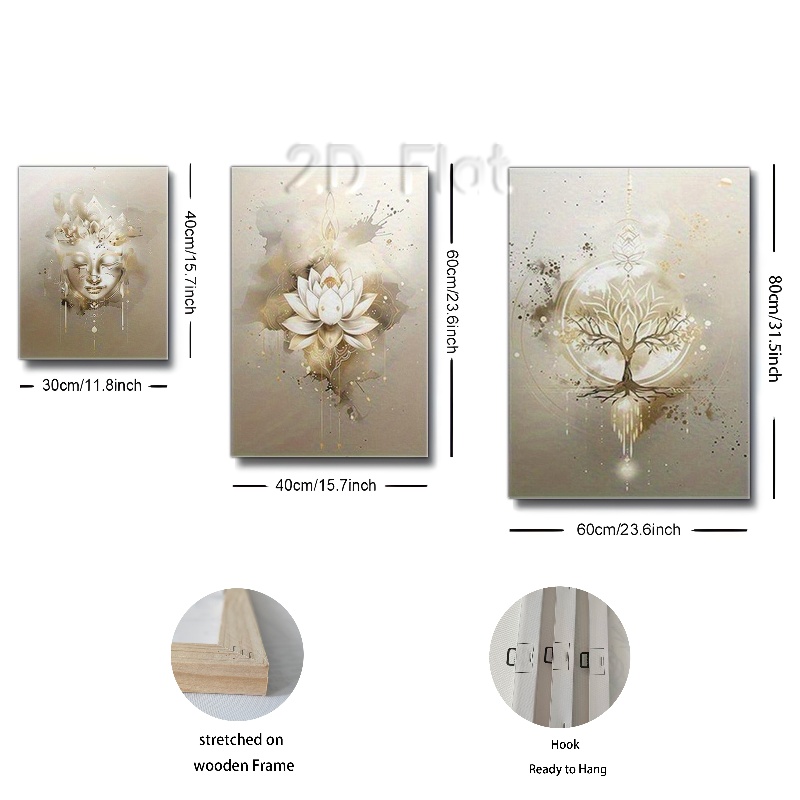 2D Flat
40cm/15.7inch
30cm/11.8inch
60cm/23.6inch
40cm/15.7inch
80cm/31.5inch
60cm/23.6inch
stretched on
wooden Frame
Hook
Ready to Hang